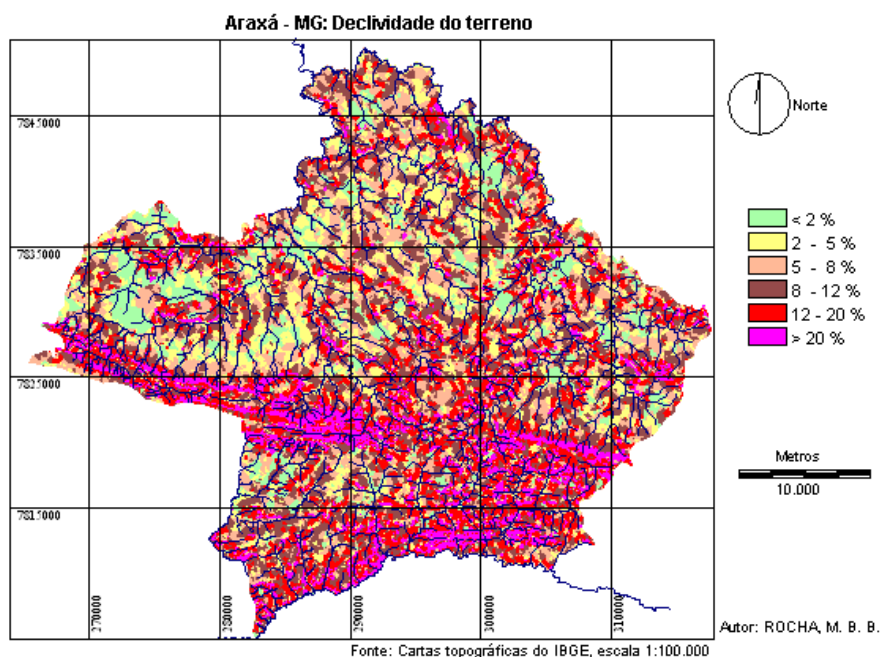 Araxá - MG: Declividade do terreno
Norte
7845000
7835000
7825000
7815000
270000
280000
290000
300000
310000
< 2 %
2 - 5 %
5 - 8 %
8 - 12 %
12 - 20 %
> 20 %
Metros
10.000
Autor: ROCHA, M. B. B.
Fonte: Cartas topográficas do IBGE, escala 1:100.000